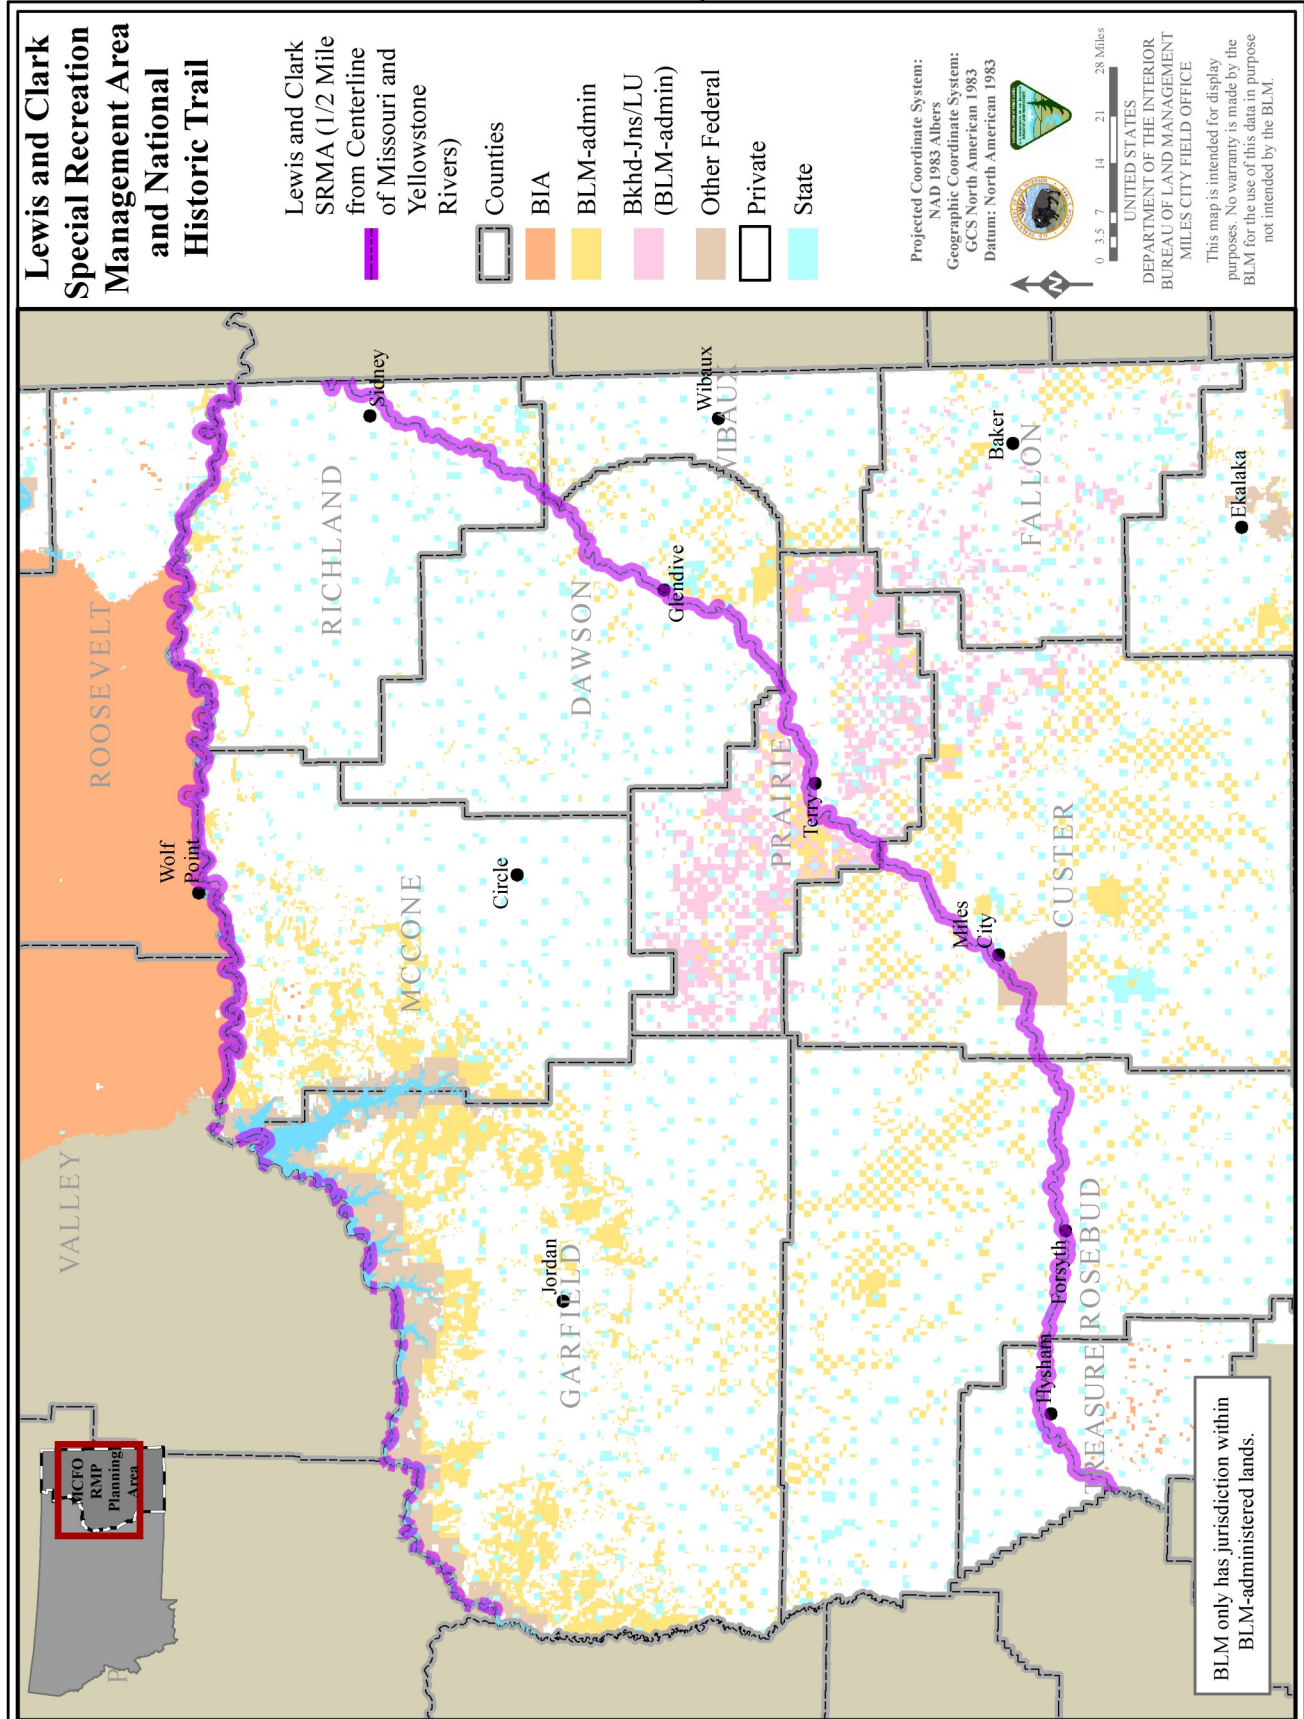 Lewis and Clark
Special Recreation
Management Area
and National
Historic Trail
Lewis and Clark
SRMA (1/2 Mile
from Centerline
of Missouri and
Yellowstone
Rivers)
Counties
BIA
BLM-admin
Bkhd-Jns/LU
(BLM-admin)
Other Federal
Private
State
Projected Coordinate System:
NAD 1983 Albers
Geographic Coordinate System:
GCS North American 1983
Datum: North American 1983
N
0 3.5 7 14 21 28 Miles
UNITED STATES
DEPARTMENT OF THE INTERIOR
BUREAU OF LAND MANAGEMENT
MILES CITY FIELD OFFICE
This map is intended for display
purposes. No warranty is made by the
BLM for the use of this data in purpose
not intended by the BLM.
MCFO
RMP
Planning
Area
P
VALLEY
ROOSEVELT
Wolf
Point
RICHLAND
Sidney
MCCONE
Circle
DAWSON
Glendive
Wibaux
WIBAUX
GARFIELD
Jordan
PRAIRIE
Terry
Miles
City
CUSTER
Baker
FALLON
Ekalaka
Forsyth
ROSEBUD
Hysham
TREASURE
BLM only has jurisdiction within
BLM-administered lands.